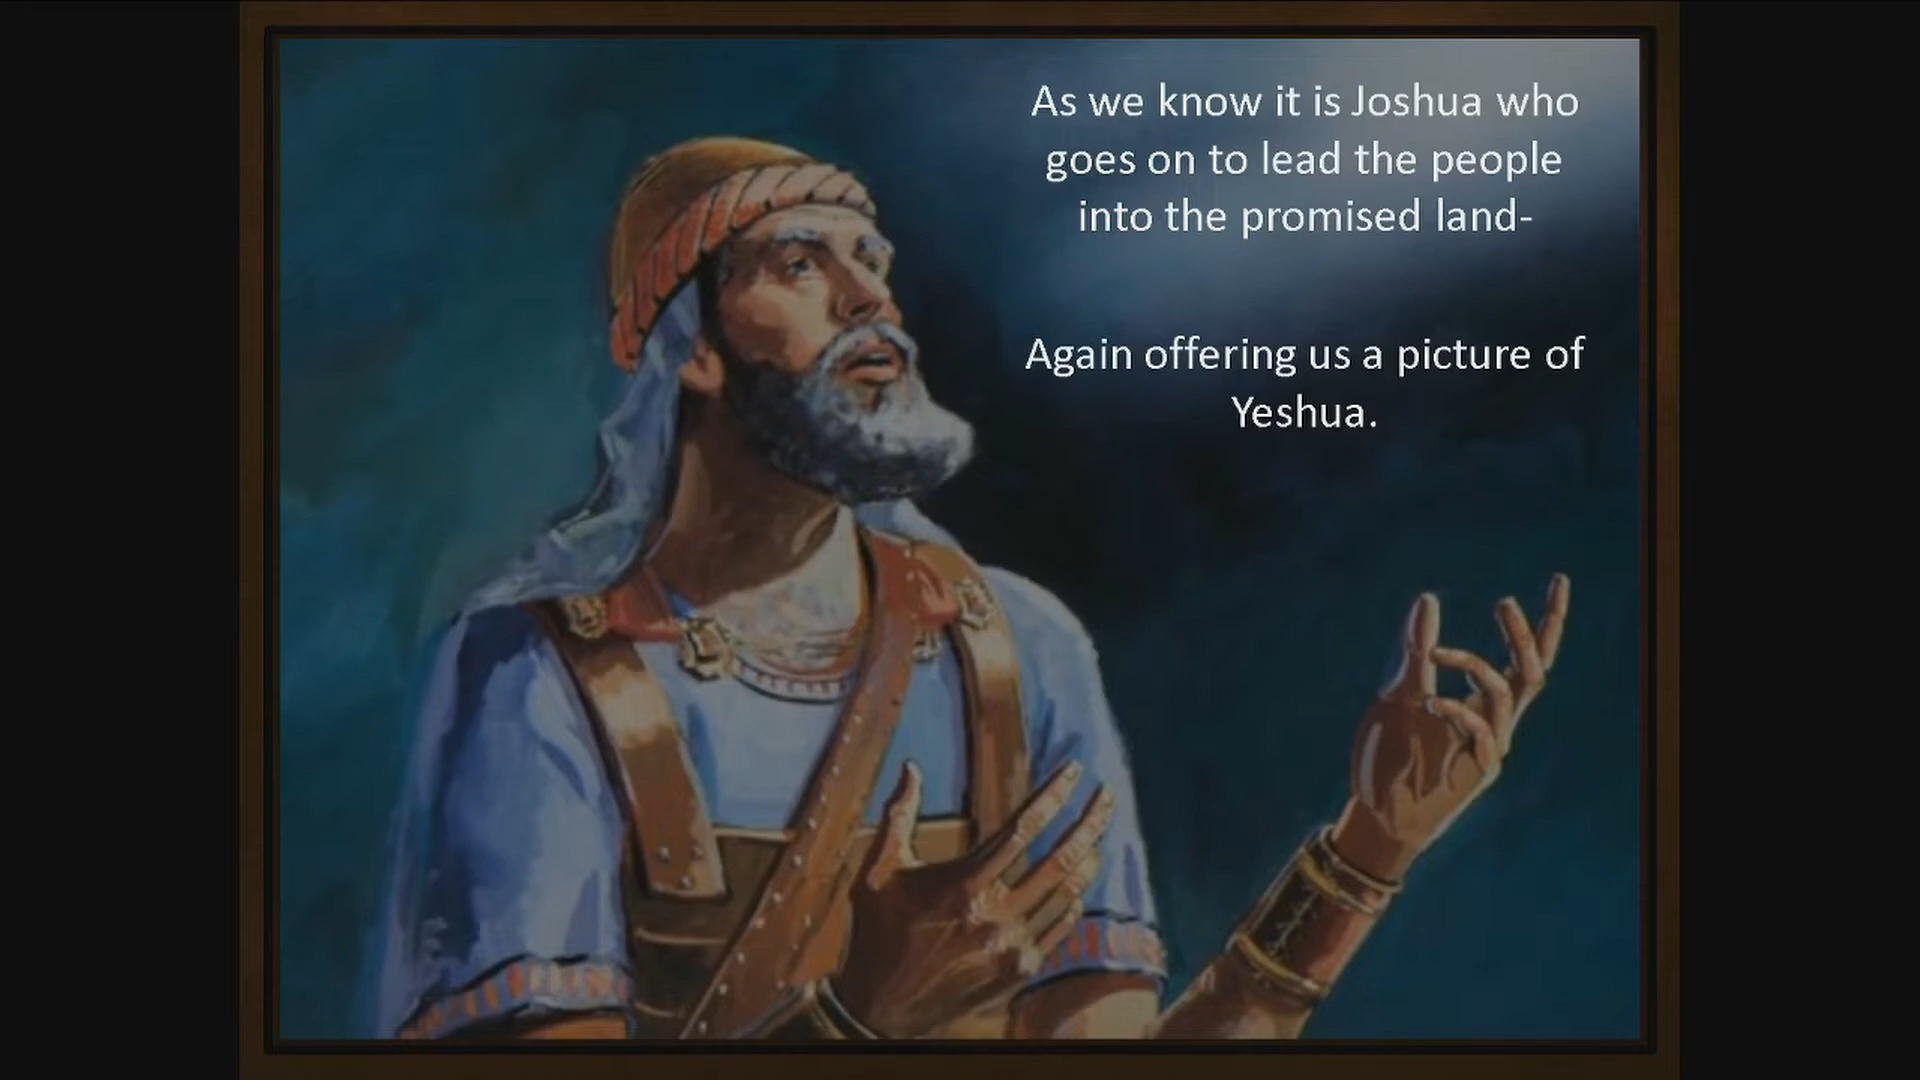 As we know it is Joshua who
goes on to lead the people
into the promised land-
Again offering us a picture of
Yeshua.